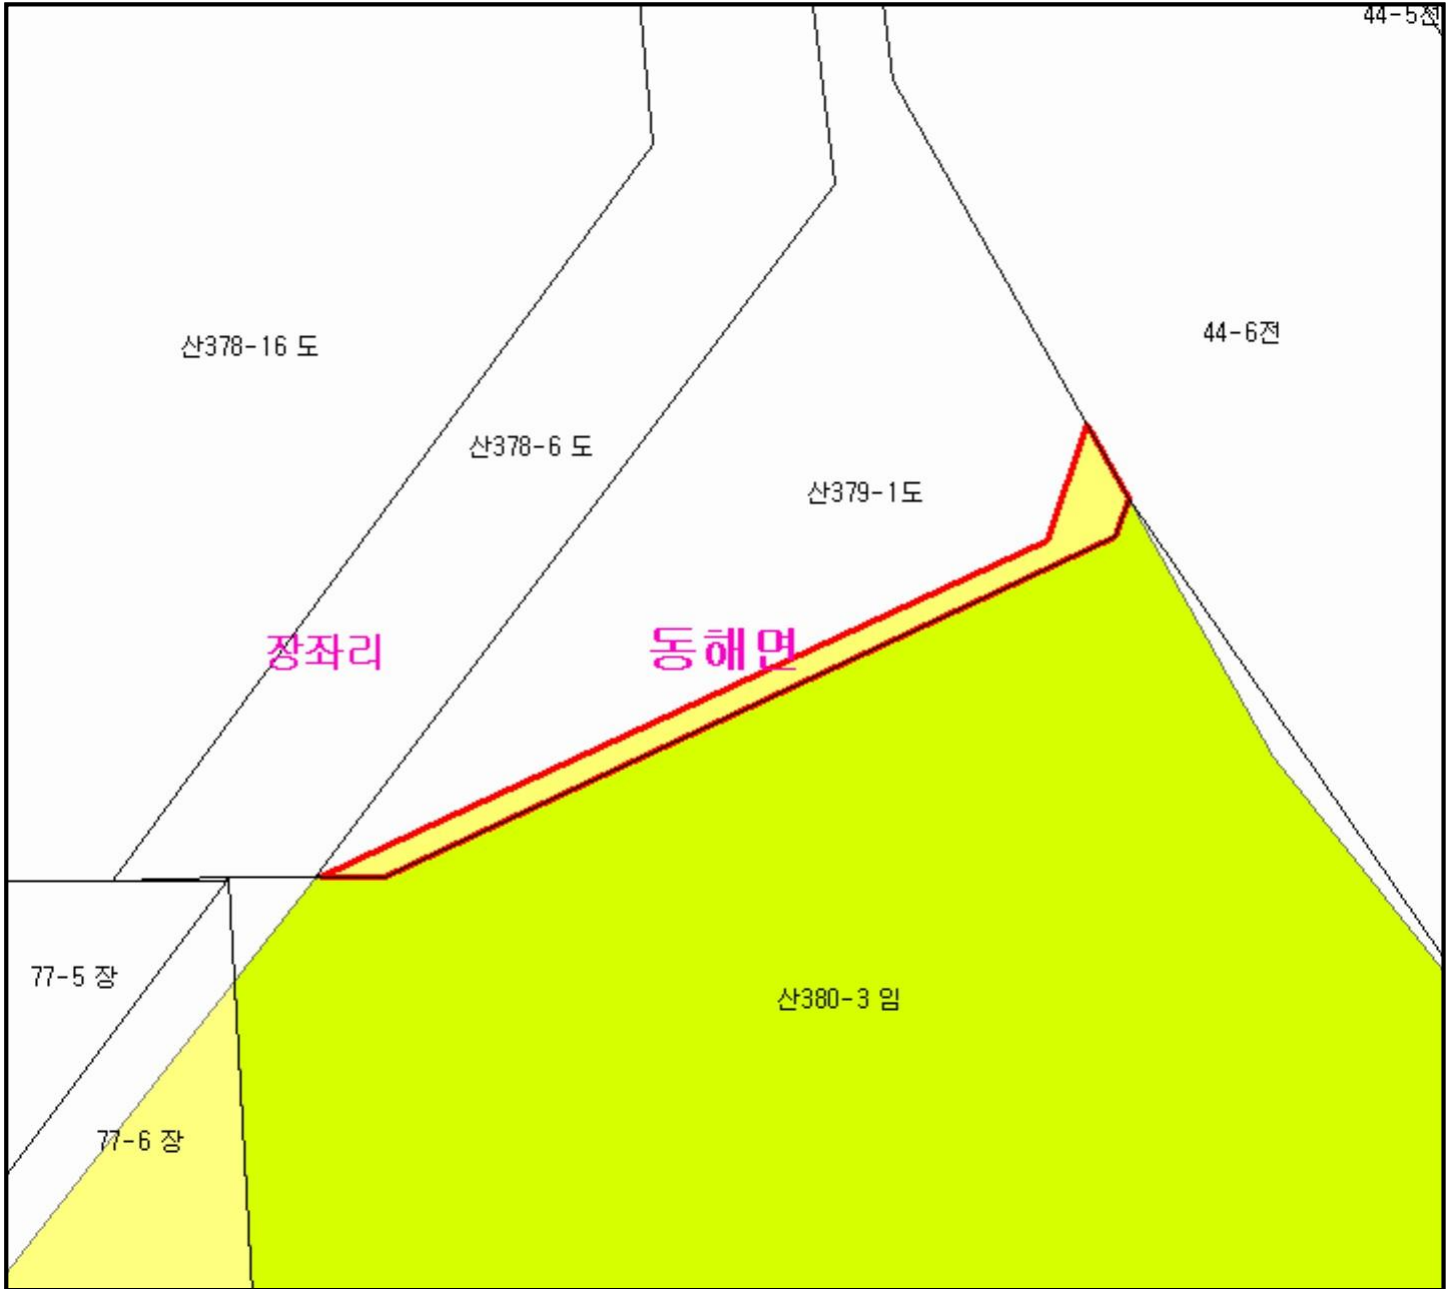 44-5전
44-6전
산378-16 도
산378-6 도
산379-1도
장좌리
동해면
77-5 장
산380-3 임
77-6 장